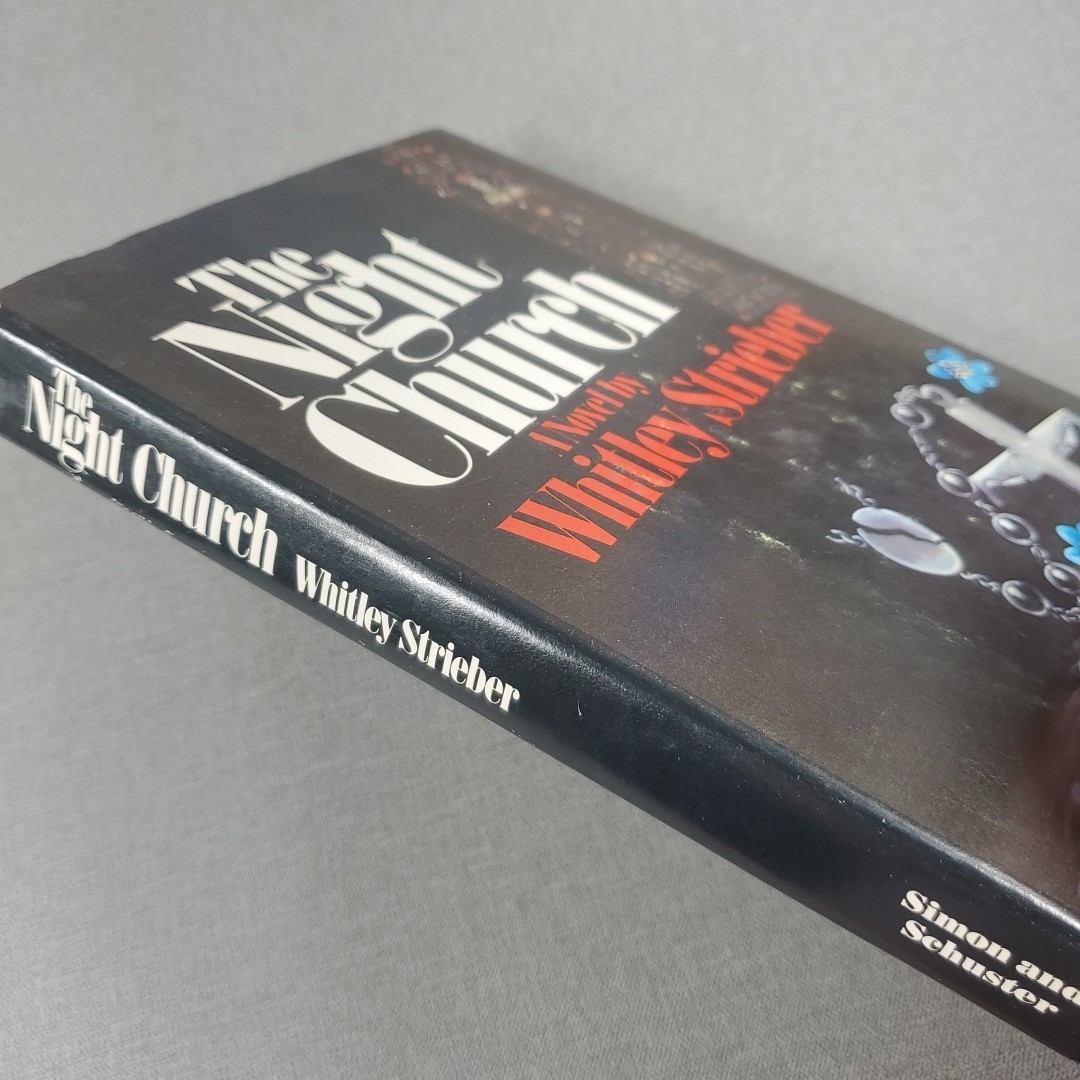 The
Night
Church
A Novel by
Whitley Strieber
The
Night Church
Whitley Strieber
Simon and
Schuster